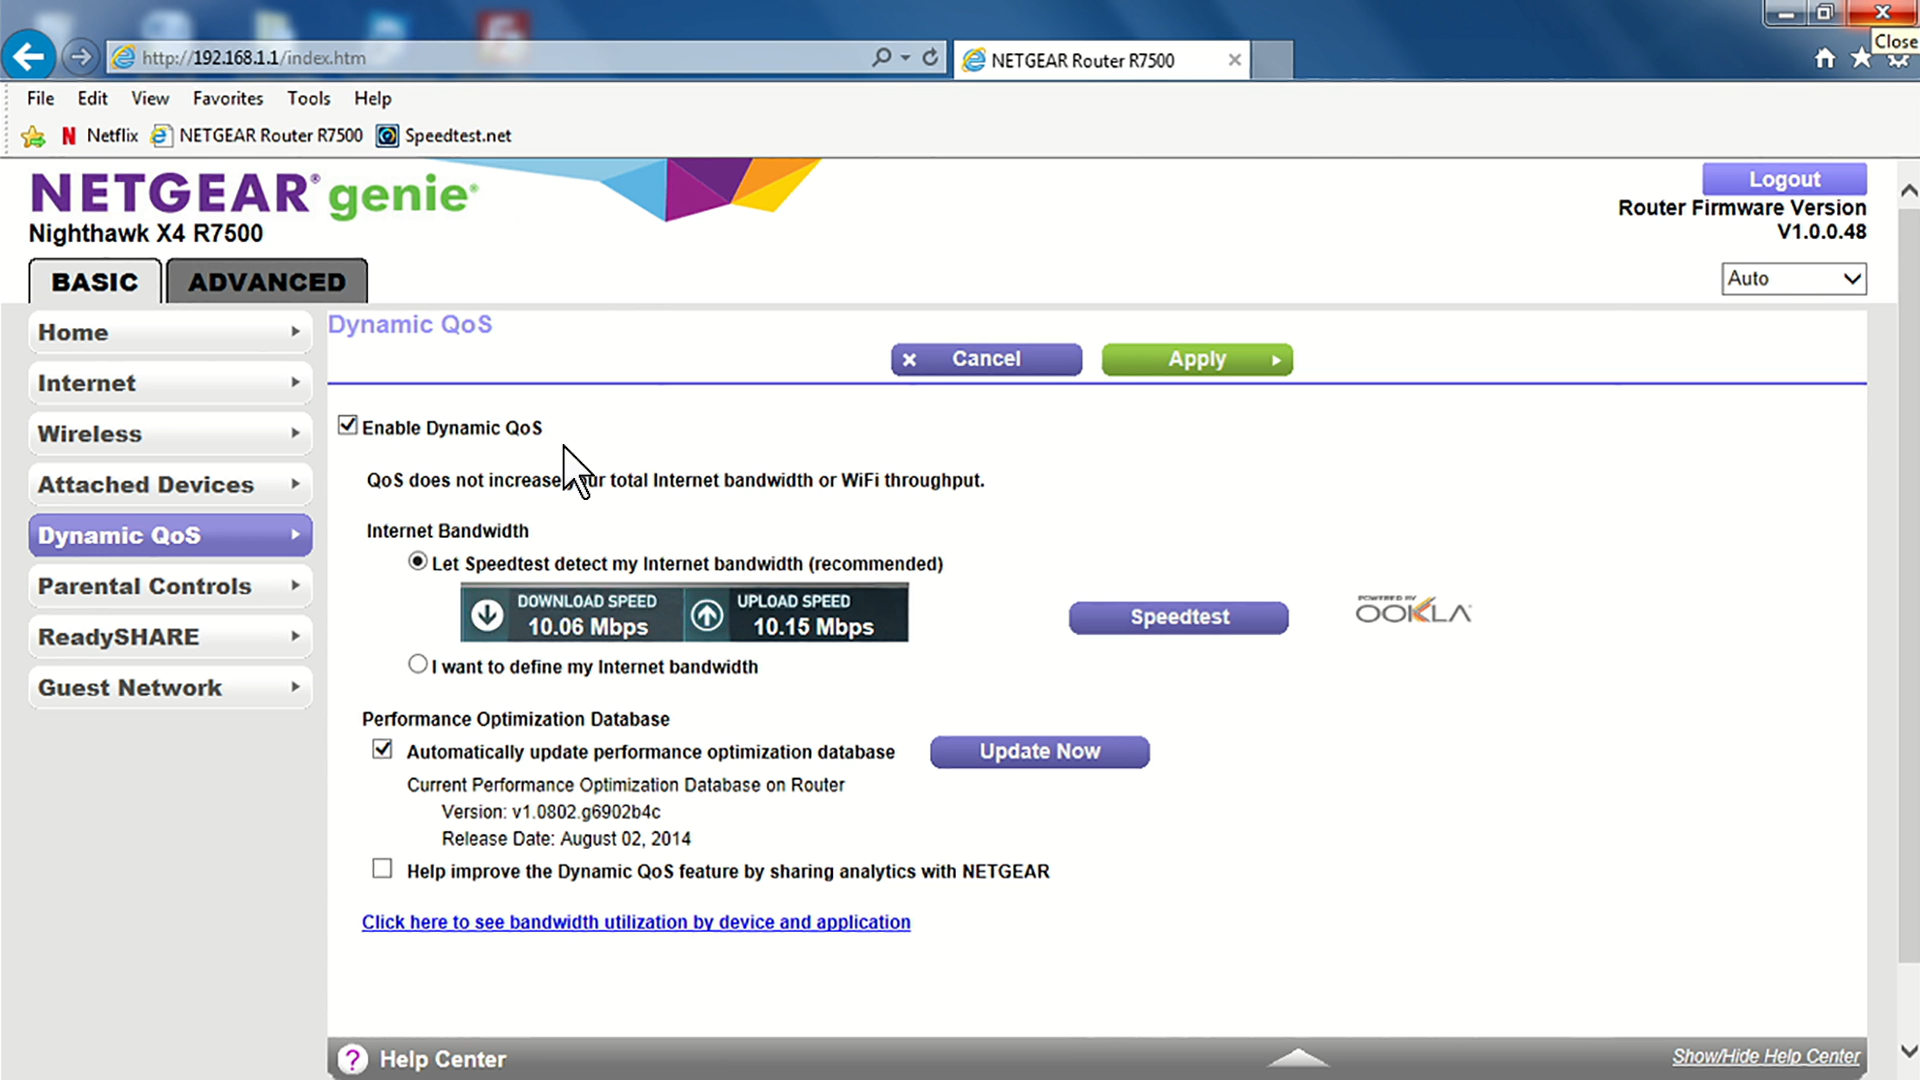 Close
http://192.168.1.1/index.htm
NETGEAR Router R7500
File Edit View Favorites Tools Help
Netflix NETGEAR Router R7500 Speedtest.net
NETGEAR® genie®
Nighthawk X4 R7500
Logout
Router Firmware Version
V1.0.0.48
BASIC ADVANCED
Auto
Home
Internet
Wireless
Attached Devices
Dynamic QoS
Parental Controls
ReadySHARE
Guest Network
Dynamic QoS
Cancel Apply
Enable Dynamic QoS
QoS does not increase total Internet bandwidth or WiFi throughput.
Internet Bandwidth
Let Speedtest detect my Internet bandwidth (recommended)
DOWNLOAD SPEED
10.06 Mbps
UPLOAD SPEED
10.15 Mbps
Speedtest
POWERED BY
OOKLA
I want to define my Internet bandwidth
Performance Optimization Database
Automatically update performance optimization database
Update Now
Current Performance Optimization Database on Router
Version: v1.0802.g6902b4c
Release Date: August 02, 2014
Help improve the Dynamic QoS feature by sharing analytics with NETGEAR
Click here to see bandwidth utilization by device and application
? Help Center
Show/Hide Help Center